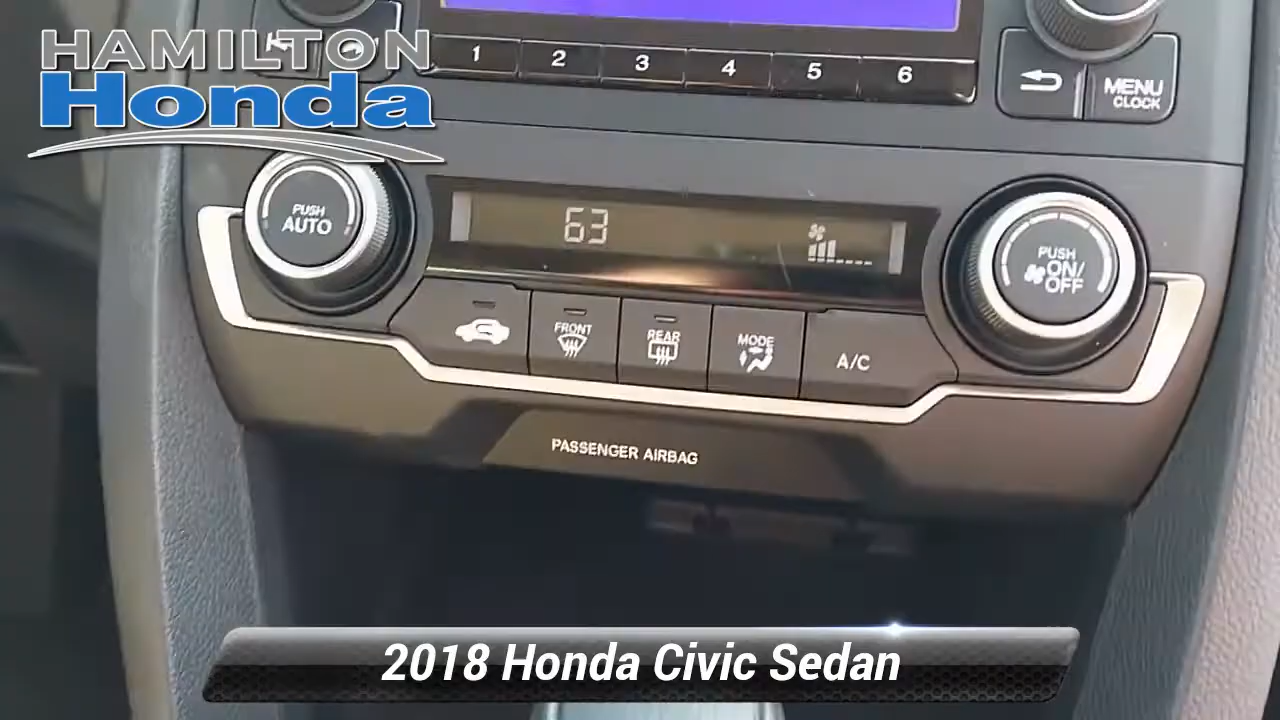 HAMILTON
Honda
1 2 3 4 5 6
MENU
CLOCK
PUSH
AUTO
63
PUSH
ON/
OFF
FRONT
REAR
MODE
A/C
PASSENGER AIRBAG
2018 Honda Civic Sedan